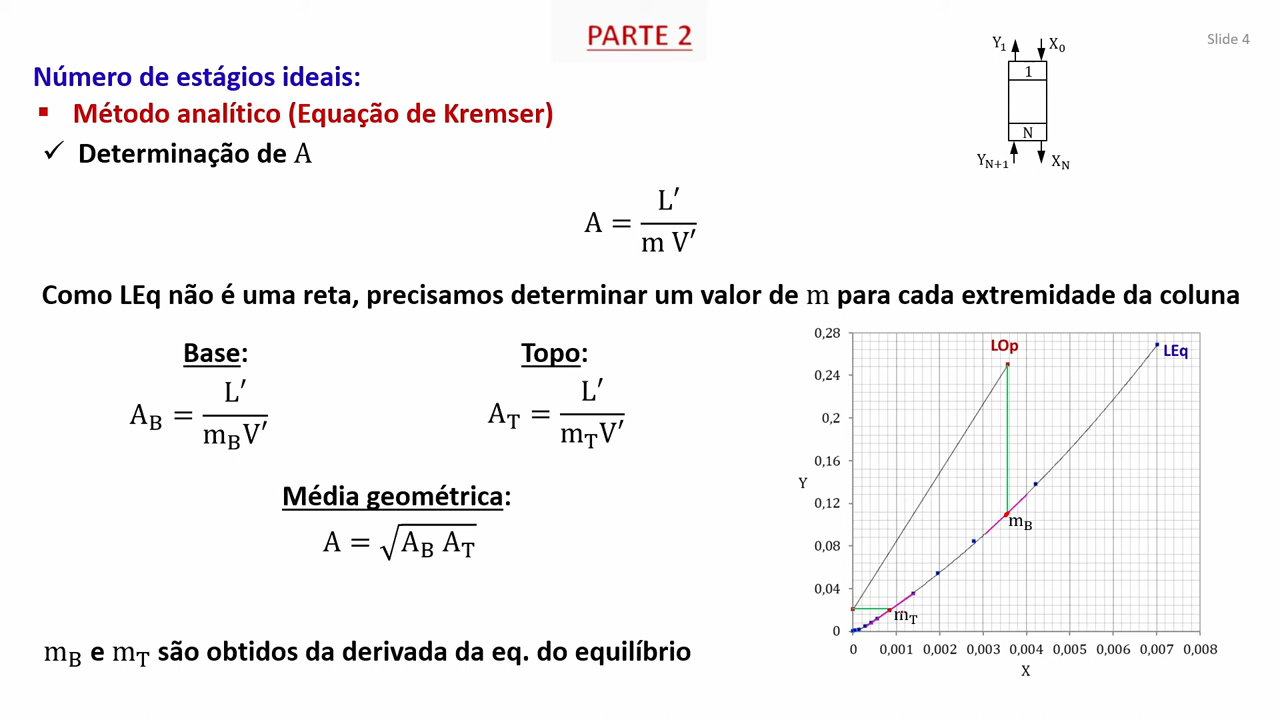 PARTE 2
Slide 4
Número de estágios ideais:
▪ Método analítico (Equação de Kremser)
✓ Determinação de A
Y₁ X₀
1
N
Y_{N+1} X_N
A = L′ / (m V′)
Como LEq não é uma reta, precisamos determinar um valor de m para cada extremidade da coluna
Base:
A_B = L′ / (m_B V′)
Topo:
A_T = L′ / (m_T V′)
Média geométrica:
A = √(A_B A_T)
m_B e m_T são obtidos da derivada da eq. do equilíbrio
0,28
0,24
0,2
0,16
0,12
0,08
0,04
0
Y
LOp
LEq
m_B
m_T
0 0,001 0,002 0,003 0,004 0,005 0,006 0,007 0,008
X